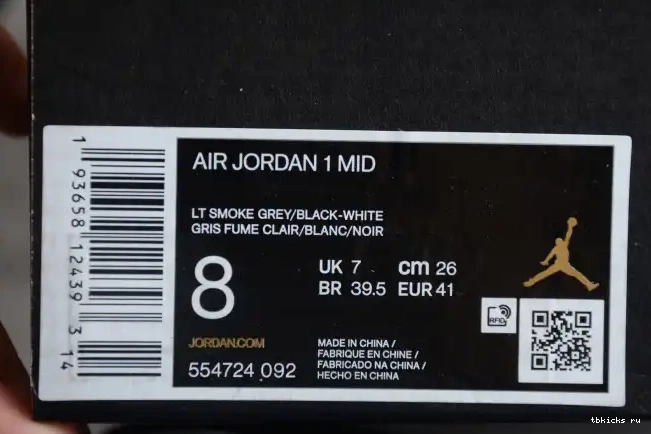 AIR JORDAN 1 MID
LT SMOKE GREY/BLACK-WHITE
GRIS FUME CLAIR/BLANC/NOIR
8
UK 7 cm 26
BR 39.5 EUR 41
JORDAN.COM
554724 092
MADE IN CHINA /
FABRIQUE EN CHINE /
FABRICADO NA CHINA /
HECHO EN CHINA
RFID
1 93658 12439 3 14
tbkicks ru